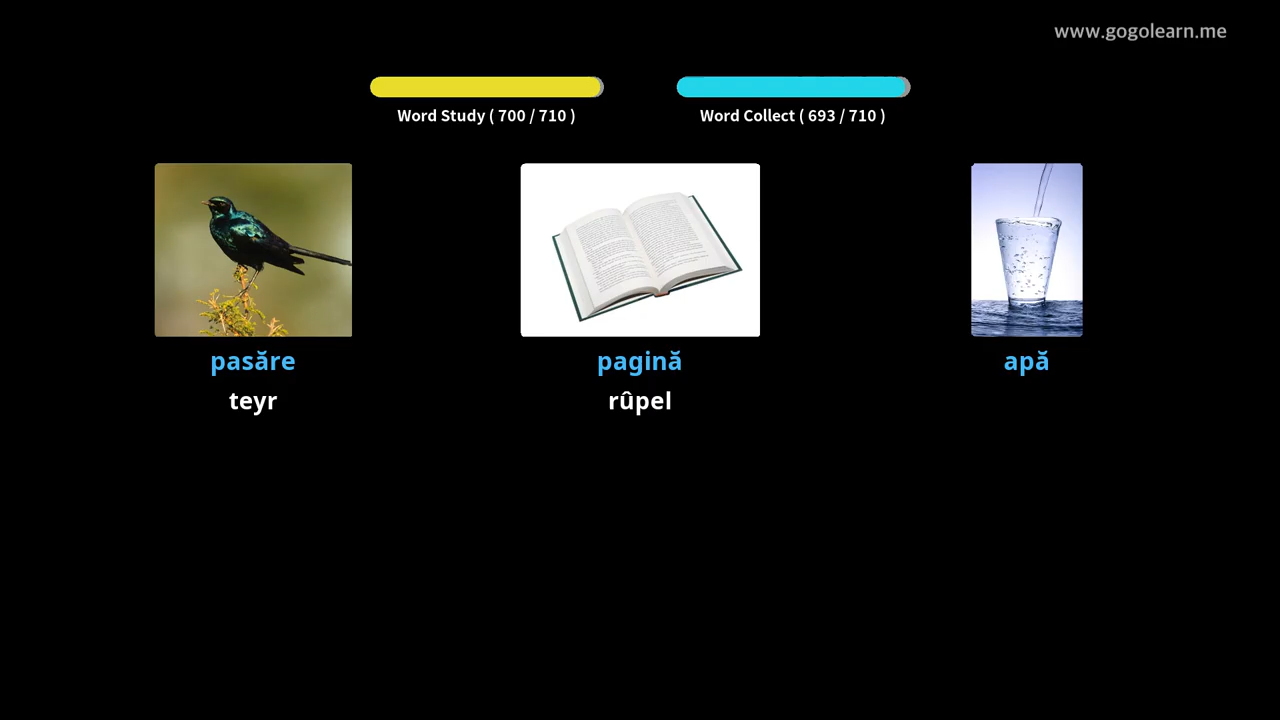 www.gogolearn.me
Word Study ( 700 / 710 )
Word Collect ( 693 / 710 )
pasăre
pagină
apă
teyr
rûpel